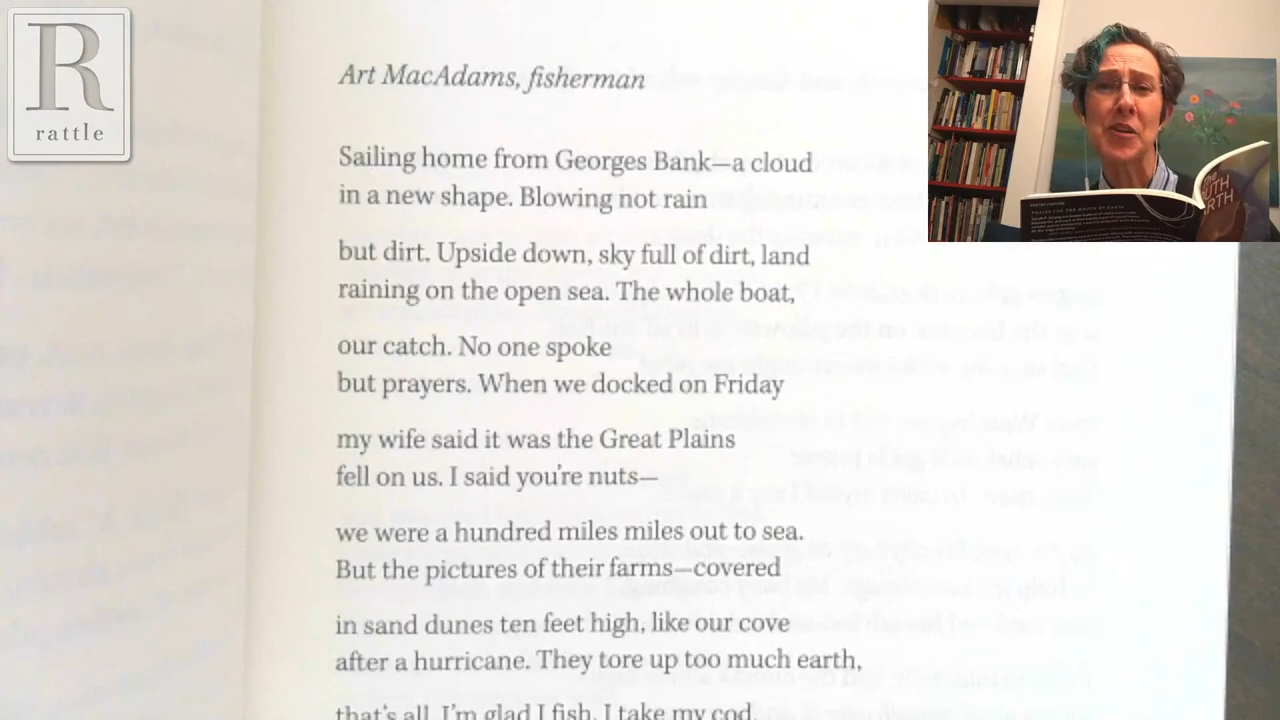 R
rattle
Art MacAdams, fisherman
Sailing home from Georges Bank—a cloud
in a new shape. Blowing not rain
but dirt. Upside down, sky full of dirt, land
raining on the open sea. The whole boat,
our catch. No one spoke
but prayers. When we docked on Friday
my wife said it was the Great Plains
fell on us. I said you're nuts—
we were a hundred miles miles out to sea.
But the pictures of their farms—covered
in sand dunes ten feet high, like our cove
after a hurricane. They tore up too much earth,
that's all. I'm glad I fish. I take my cod,